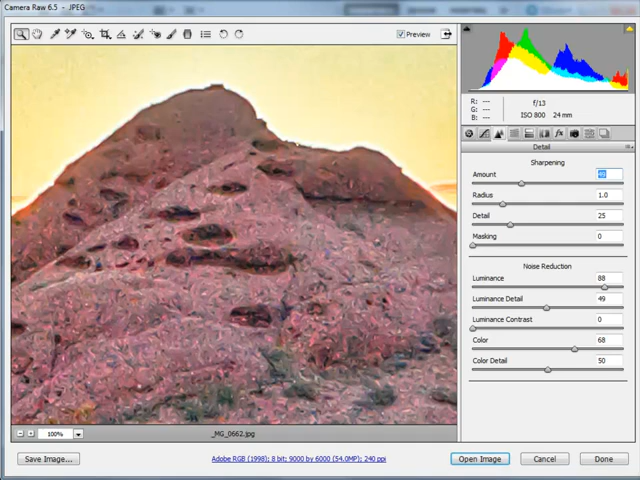 Camera Raw 6.5 - JPEG
Preview
R: ---
G: ---
B: ---
f/13
ISO 800 24 mm
fx
Detail
Sharpening
Amount
Radius 1.0
Detail 25
Masking 0
Noise Reduction
Luminance 88
Luminance Detail 49
Luminance Contrast 0
Color 68
Color Detail 50
100%
_MG_0662.jpg
Save Image...
Adobe RGB (1998); 8 bit; 9000 by 6000 (54.0MP); 240 ppi
Open Image
Cancel
Done